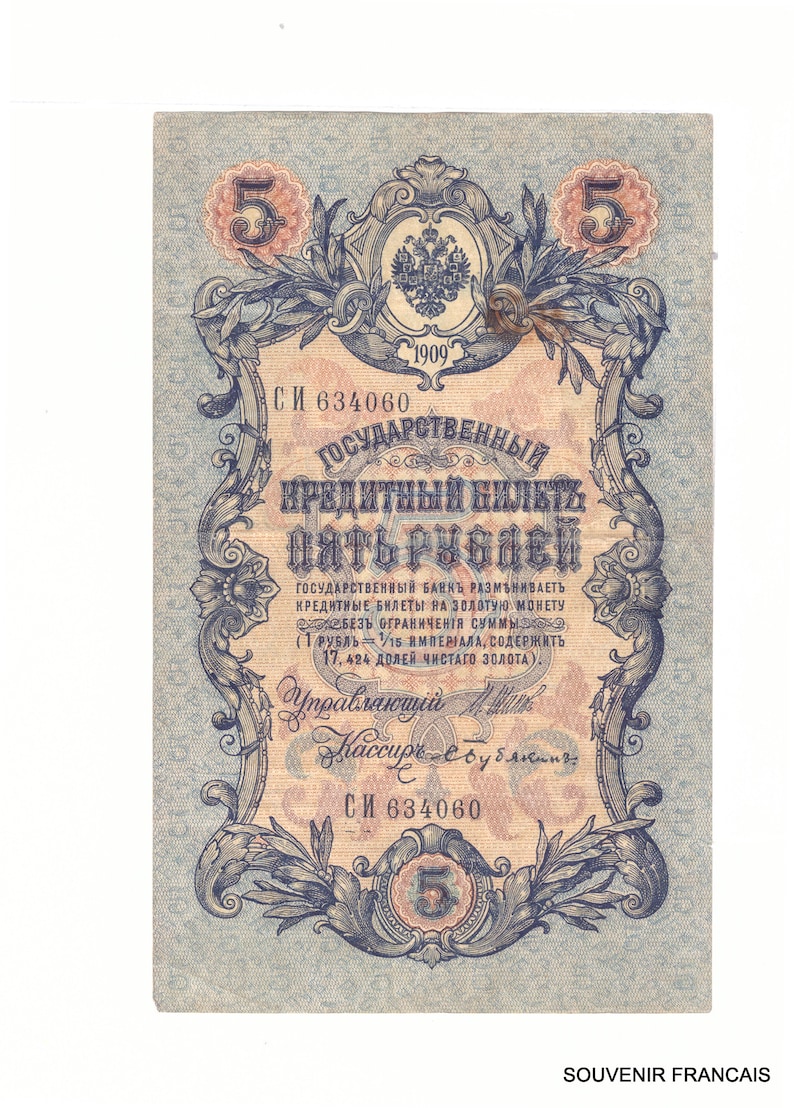 5 5
1909
СИ 634060
ГОСУДАРСТВЕННЫЙ
КРЕДИТНЫЙ БИЛЕТЪ
ПЯТЬ РУБЛЕЙ
ГОСУДАРСТВЕННЫЙ БАНКЪ РАЗМѢНИВАЕТЪ
КРЕДИТНЫЕ БИЛЕТЫ НА ЗОЛОТУЮ МОНЕТУ
БЕЗЪ ОГРАНИЧЕНІЯ СУММЫ
(1 РУБЛЬ = 1/15 ИМПЕРІАЛА, СОДЕРЖИТЪ
17,424 ДОЛЕЙ ЧИСТАГО ЗОЛОТА).
Управляющій
Кассиръ
СИ 634060
5
SOUVENIR FRANCAIS